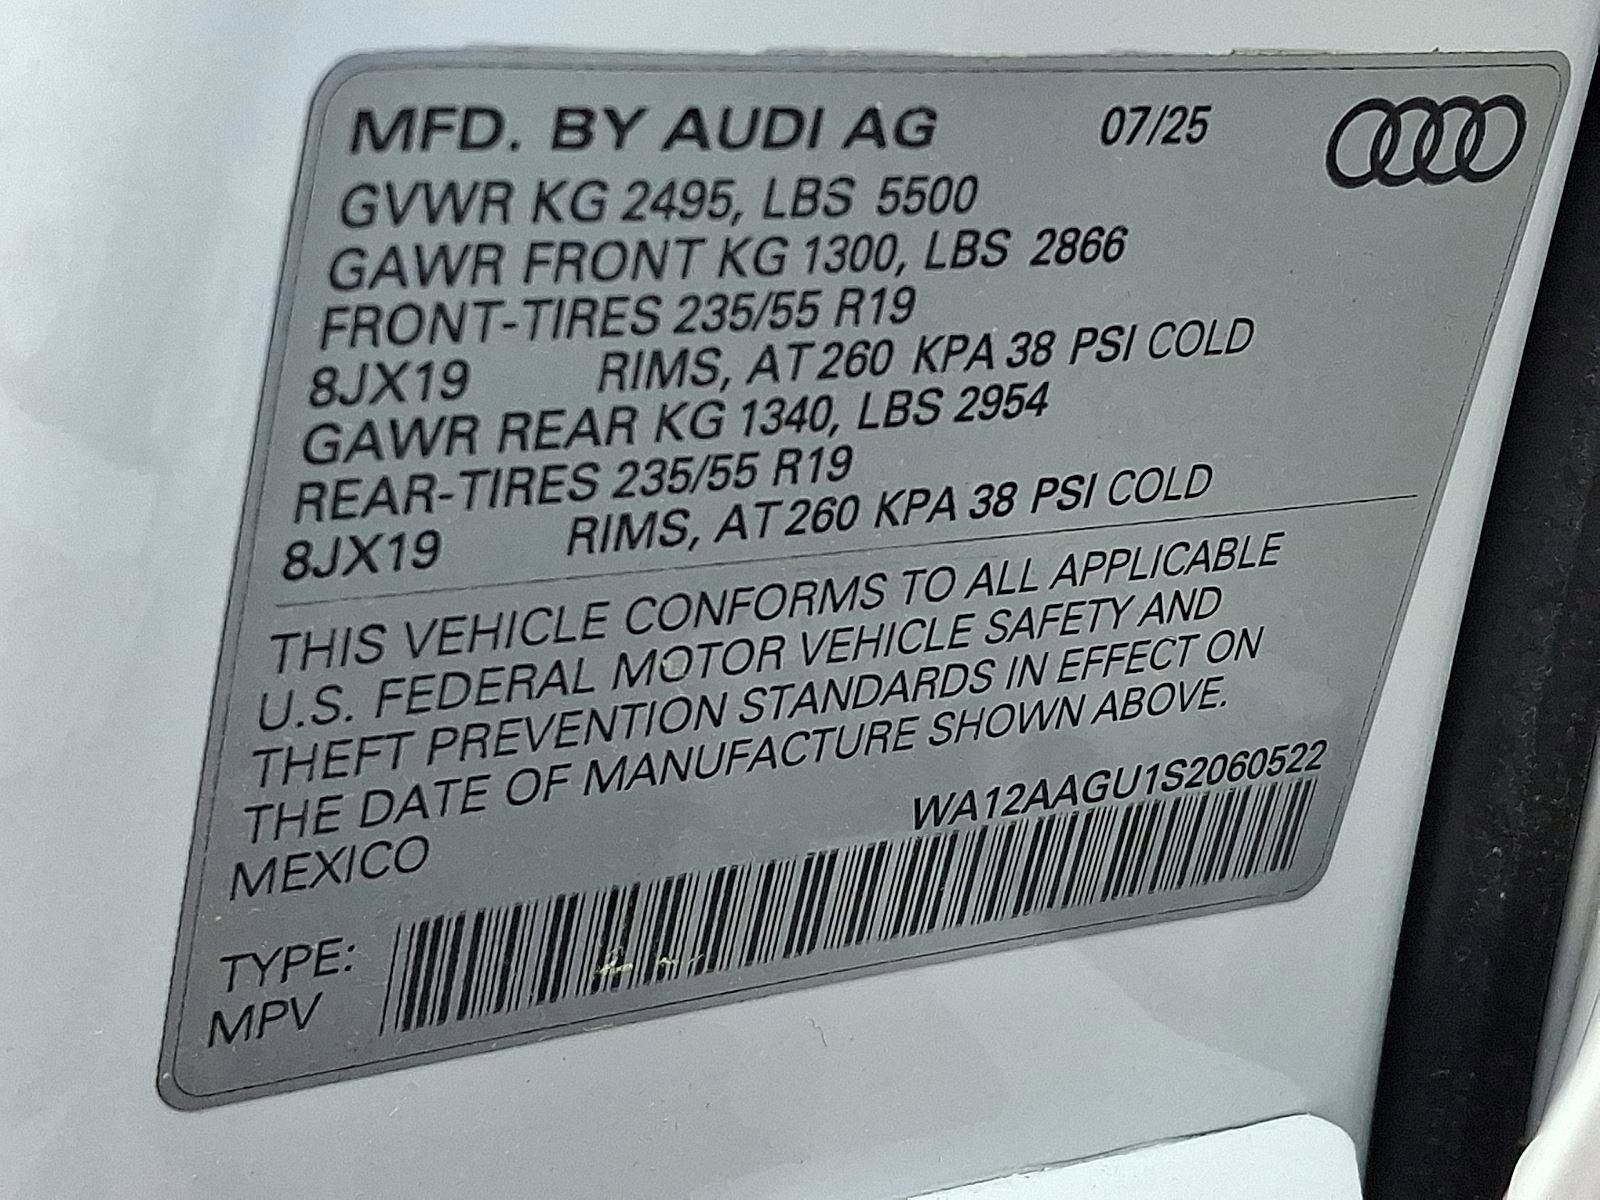 MFD. BY AUDI AG 07/25
GVWR KG 2495, LBS 5500
GAWR FRONT KG 1300, LBS 2866
FRONT-TIRES 235/55 R19
8JX19 RIMS, AT 260 KPA 38 PSI COLD
GAWR REAR KG 1340, LBS 2954
REAR-TIRES 235/55 R19
8JX19 RIMS, AT 260 KPA 38 PSI COLD
THIS VEHICLE CONFORMS TO ALL APPLICABLE
U.S. FEDERAL MOTOR VEHICLE SAFETY AND
THEFT PREVENTION STANDARDS IN EFFECT ON
THE DATE OF MANUFACTURE SHOWN ABOVE.
MEXICO WA12AAGU1S2060522
TYPE:
MPV